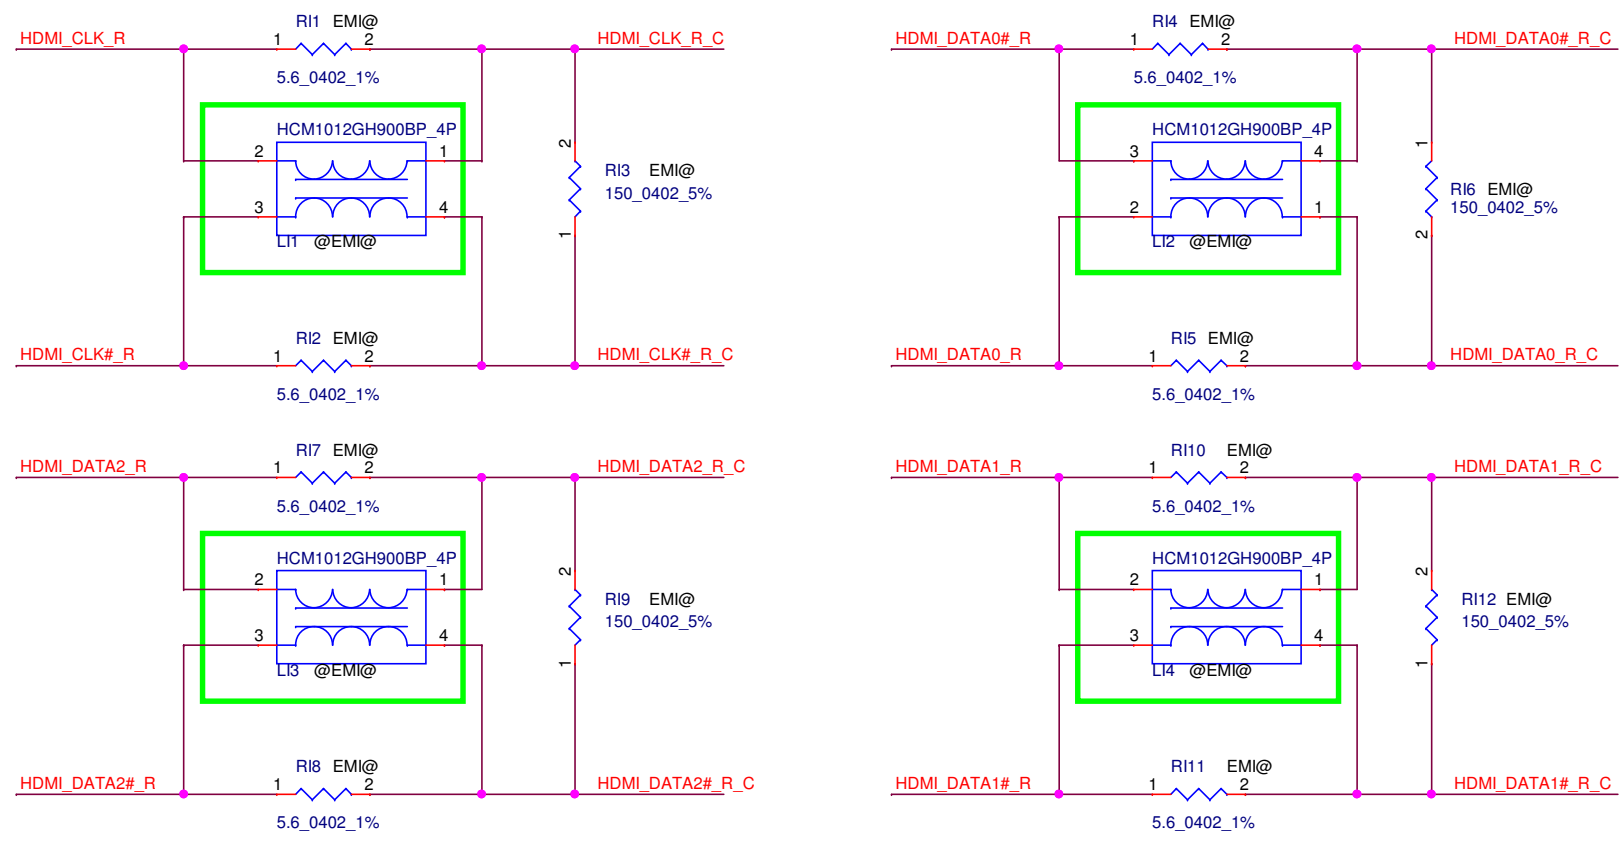 RI1 EMI@
HDMI_CLK_R
1
2
HDMI_CLK_R_C
5.6_0402_1%
HCM1012GH900BP_4P
2
1
3
4
LI1 @EMI@
2
RI3 EMI@
150_0402_5%
1
RI2 EMI@
HDMI_CLK#_R
1
2
HDMI_CLK#_R_C
5.6_0402_1%
RI4 EMI@
HDMI_DATA0#_R
1
2
HDMI_DATA0#_R_C
5.6_0402_1%
HCM1012GH900BP_4P
3
4
2
1
LI2 @EMI@
1
RI6 EMI@
150_0402_5%
2
RI5 EMI@
HDMI_DATA0_R
1
2
HDMI_DATA0_R_C
5.6_0402_1%
RI7 EMI@
HDMI_DATA2_R
1
2
HDMI_DATA2_R_C
5.6_0402_1%
HCM1012GH900BP_4P
2
1
3
4
LI3 @EMI@
2
RI9 EMI@
150_0402_5%
1
RI8 EMI@
HDMI_DATA2#_R
1
2
HDMI_DATA2#_R_C
5.6_0402_1%
RI10 EMI@
HDMI_DATA1_R
1
2
HDMI_DATA1_R_C
5.6_0402_1%
HCM1012GH900BP_4P
2
1
3
4
LI4 @EMI@
2
RI12 EMI@
150_0402_5%
1
RI11 EMI@
HDMI_DATA1#_R
1
2
HDMI_DATA1#_R_C
5.6_0402_1%